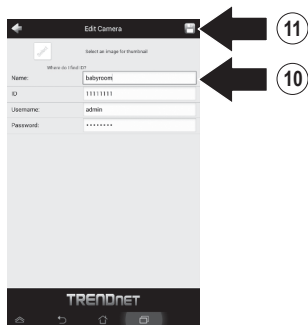 Edit Camera
11
Select an image for thumbnail
Where do I find ID?
Name: babyroom
10
ID 11111111
Username: admin
Password: ••••••••
TRENDNET